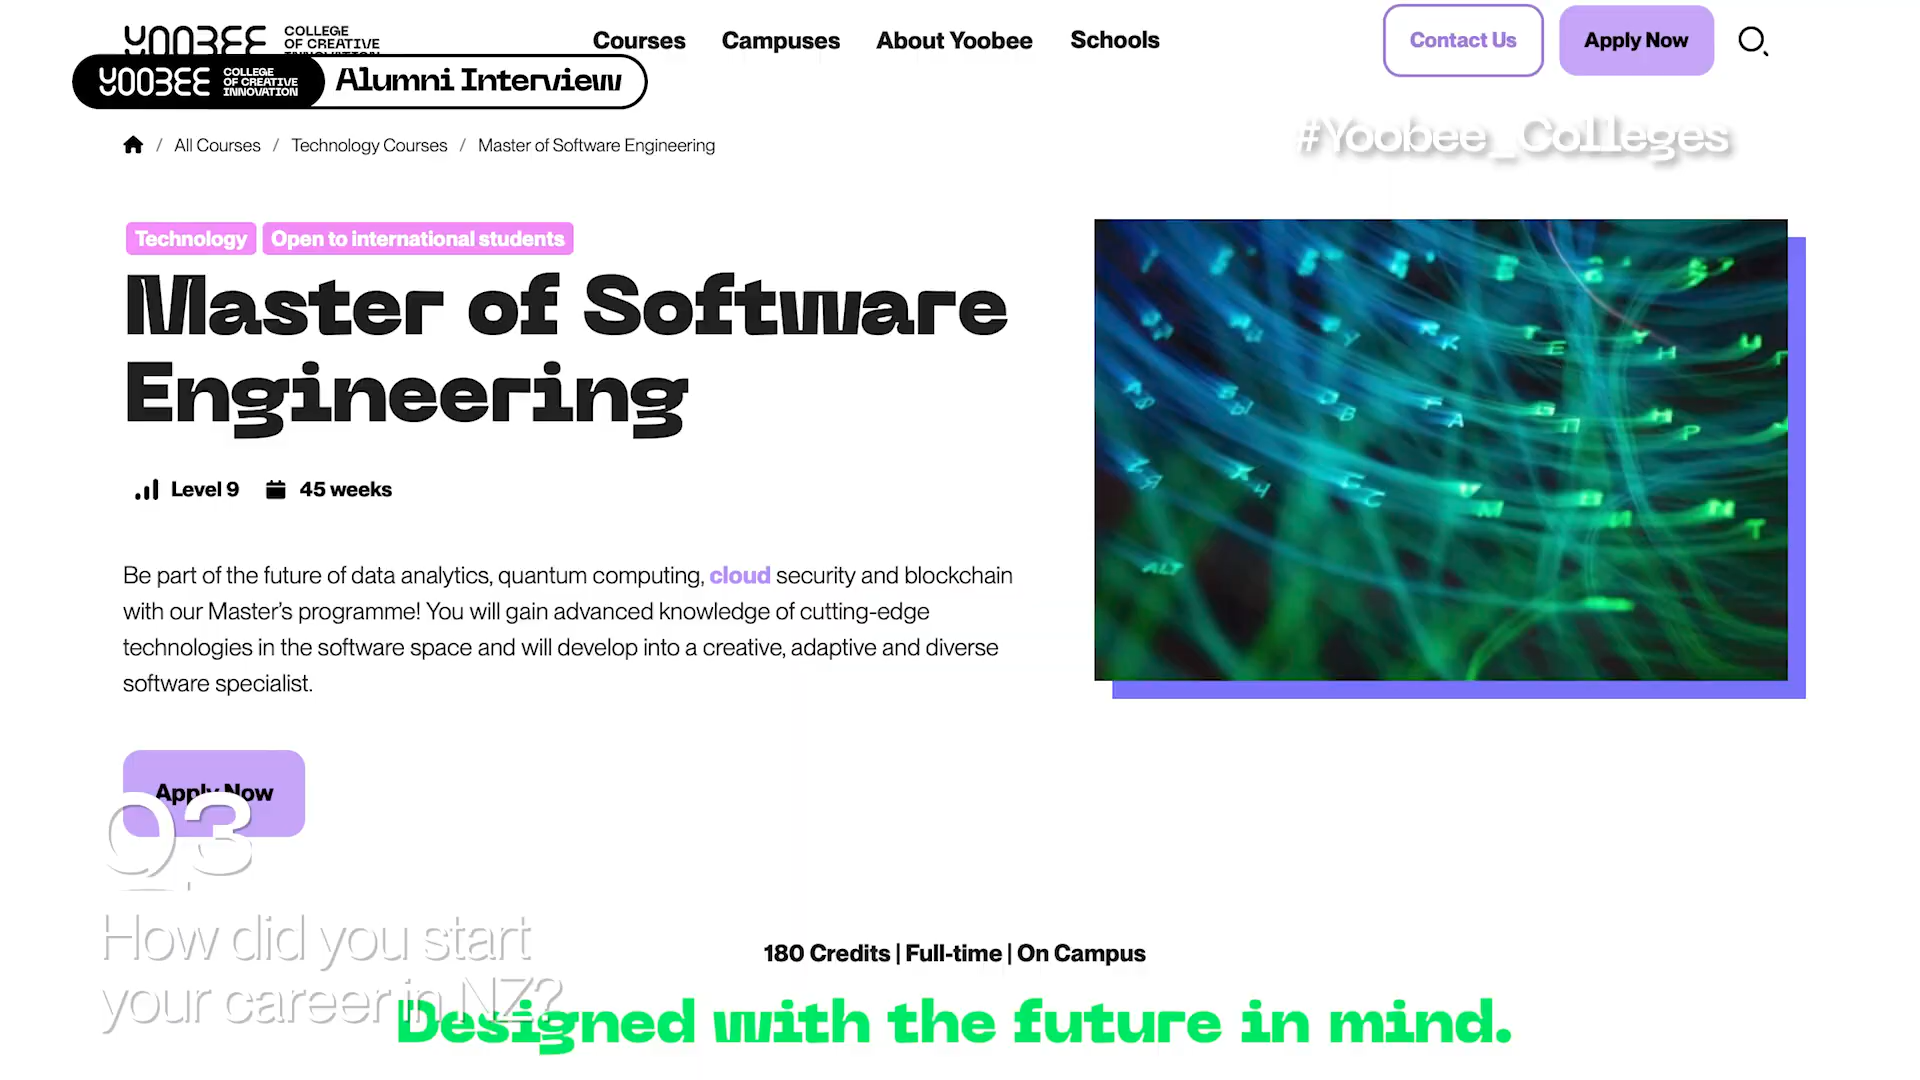 YOOBEE COLLEGE OF CREATIVE INNOVATION
Courses Campuses About Yoobee Schools Contact Us Apply Now
YOOBEE COLLEGE OF CREATIVE INNOVATION Alumni Interview
#Yoobee_Colleges
/ All Courses / Technology Courses / Master of Software Engineering
Technology Open to international students
Master of Software
Engineering
Level 9 45 weeks
Be part of the future of data analytics, quantum computing, cloud security and blockchain
with our Master's programme! You will gain advanced knowledge of cutting-edge
technologies in the software space and will develop into a creative, adaptive and diverse
software specialist.
Apply Now
Q3
How did you start
your career in NZ?
180 Credits | Full-time | On Campus
Designed with the future in mind.